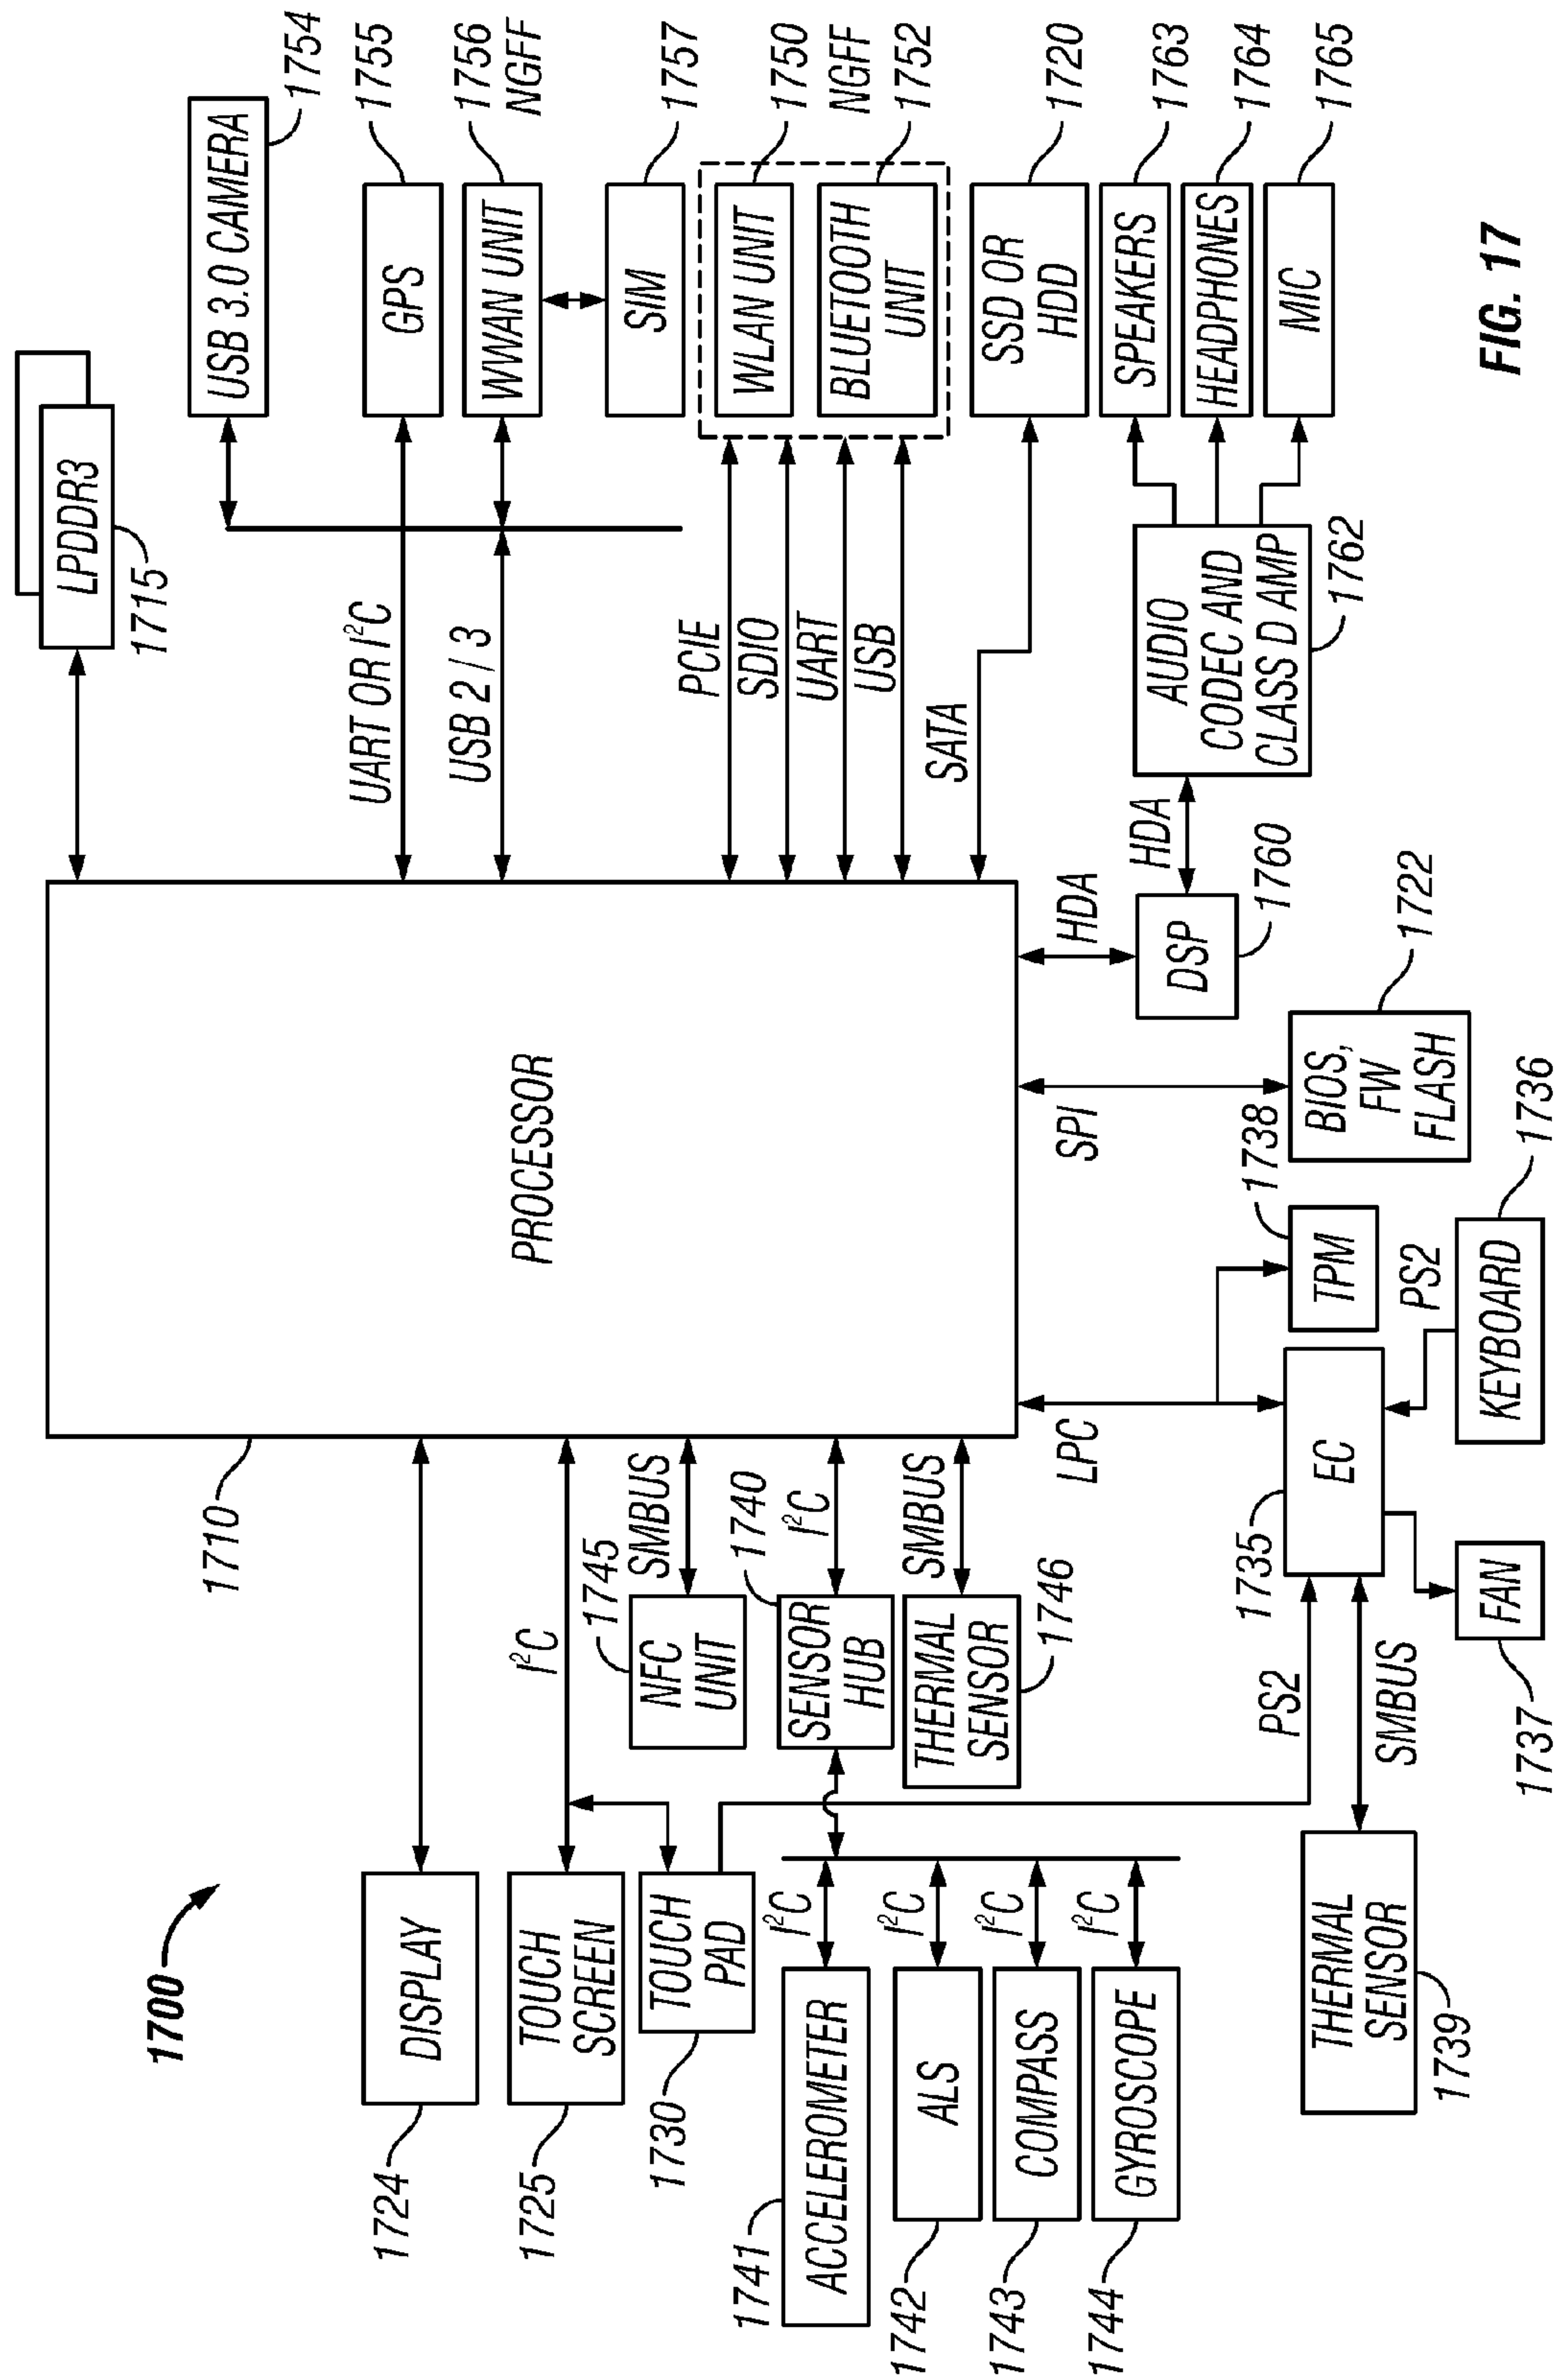 1700
1710
PROCESSOR
LPDDR3
1715
USB 3.0 CAMERA
1754
DISPLAY
1724
UART OR I²C
GPS
1755
TOUCH
SCREEN
1725
I²C
USB 2 / 3
WWAN UNIT
1756
NGFF
SIM
1757
TOUCH
PAD
1730
NFC
UNIT
1745
SMBUS
PCIE
SDIO
UART
USB
WLAN UNIT
1750
BLUETOOTH
UNIT
NGFF
1752
SENSOR
HUB
1740
I²C
THERMAL
SENSOR
1746
SMBUS
SATA
SSD OR
HDD
1720
ACCELEROMETER
1741
I²C
ALS
1742
I²C
COMPASS
1743
I²C
GYROSCOPE
1744
I²C
LPC
SPI
HDA
DSP
1760
HDA
AUDIO
CODEC AND
CLASS D AMP
1762
SPEAKERS
1763
HEADPHONES
1764
MIC
1765
PS2
EC
1735
TPM
1738
BIOS,
FW
FLASH
1722
THERMAL
SENSOR
1739
SMBUS
FAN
1737
PS2
KEYBOARD
1736
FIG. 17